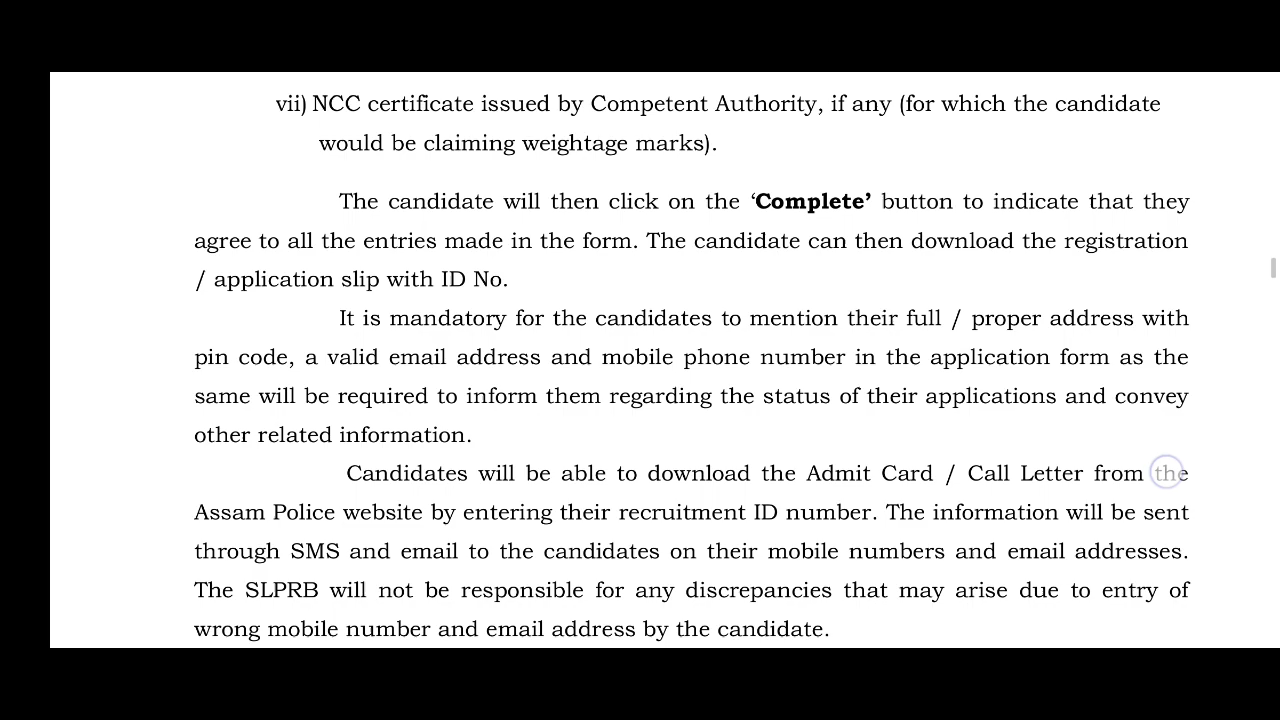 vii) NCC certificate issued by Competent Authority, if any (for which the candidate
would be claiming weightage marks).
The candidate will then click on the ‘Complete’ button to indicate that they
agree to all the entries made in the form. The candidate can then download the registration
/ application slip with ID No.
It is mandatory for the candidates to mention their full / proper address with
pin code, a valid email address and mobile phone number in the application form as the
same will be required to inform them regarding the status of their applications and convey
other related information.
Candidates will be able to download the Admit Card / Call Letter from the
Assam Police website by entering their recruitment ID number. The information will be sent
through SMS and email to the candidates on their mobile numbers and email addresses.
The SLPRB will not be responsible for any discrepancies that may arise due to entry of
wrong mobile number and email address by the candidate.